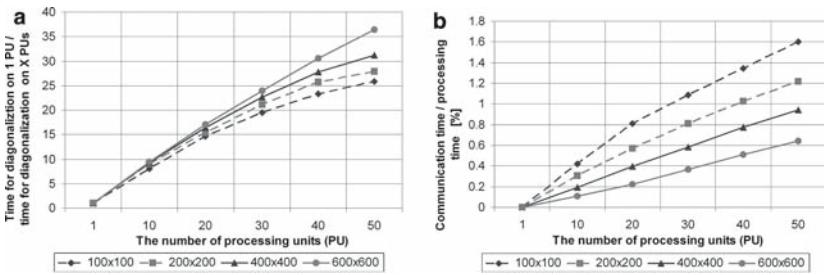 a
Time for diagonaliztion on 1 PU /
time for diagonalization on X PUs
40
35
30
25
20
15
10
5
0
1 10 20 30 40 50
The number of processing units (PU)
100x100 200x200 400x400 600x600
b
Communication time / processing
time [%]
1.8
1.6
1.4
1.2
1
0.8
0.6
0.4
0.2
0
1 10 20 30 40 50
The number of processing units (PU)
100x100 200x200 400x400 600x600